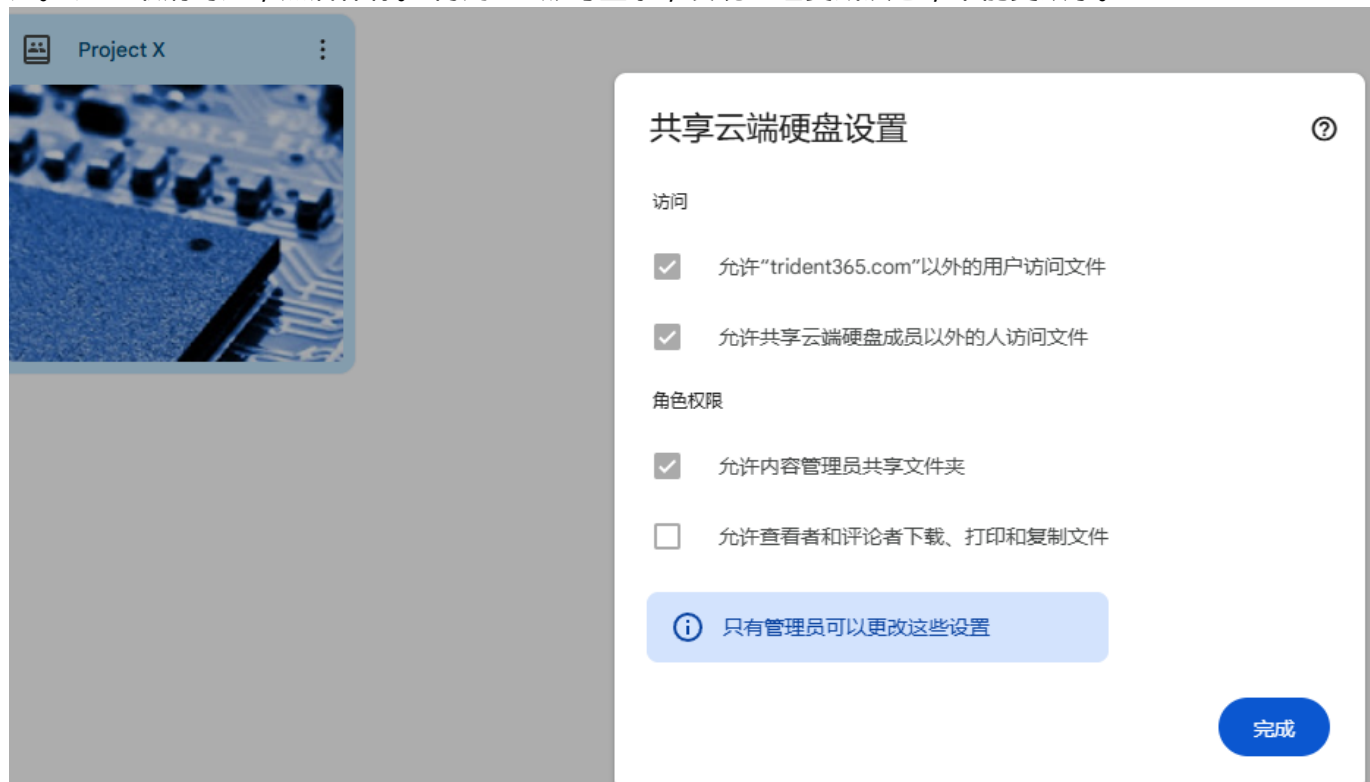 Project X
共享云端硬盘设置
访问
允许“trident365.com”以外的用户访问文件
允许共享云端硬盘成员以外的人访问文件
角色权限
允许内容管理员共享文件夹
允许查看者和评论者下载、打印和复制文件
只有管理员可以更改这些设置
完成